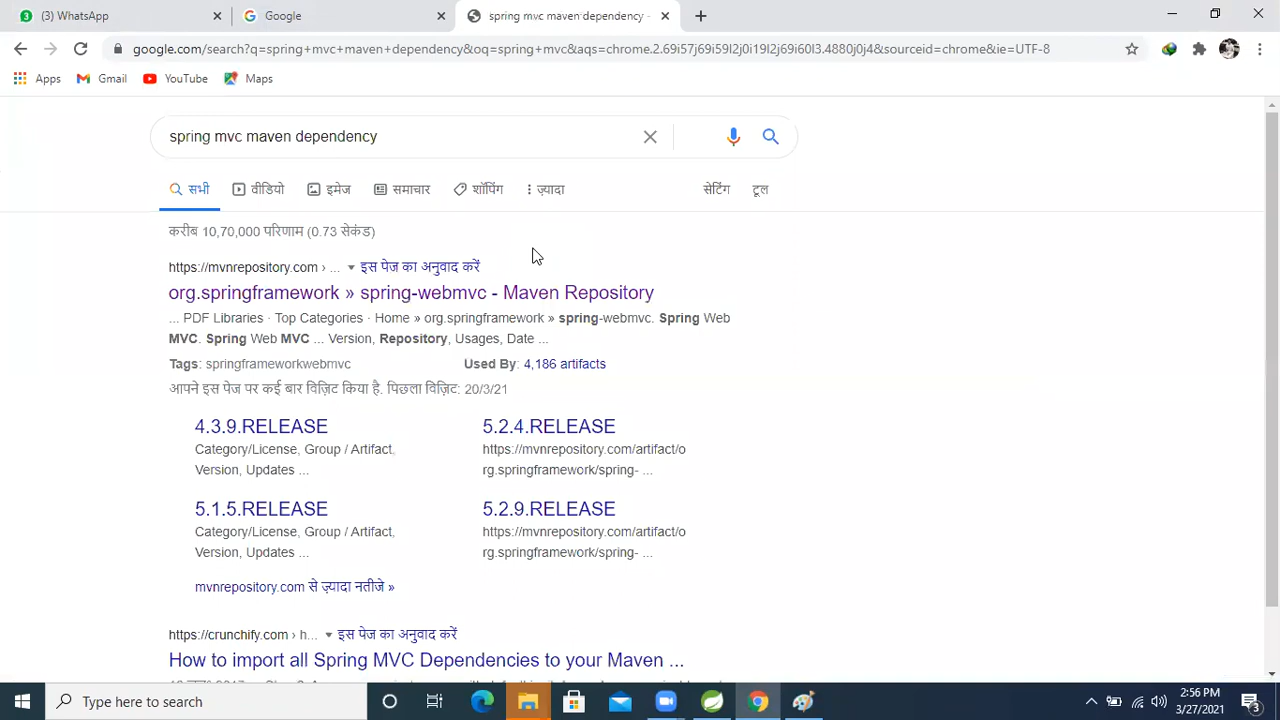 (3) WhatsApp
Google
spring mvc maven dependency -
google.com/search?q=spring+mvc+maven+dependency&oq=spring+mvc&aqs=chrome.2.69i57j69i59l2j0i19l2j69i60l3.4880j0j4&sourceid=chrome&ie=UTF-8
Apps Gmail YouTube Maps
spring mvc maven dependency
सभी वीडियो इमेज समाचार शॉपिंग ज़्यादा सेटिंग टूल
करीब 10,70,000 परिणाम (0.73 सेकंड)
https://mvnrepository.com › ... इस पेज का अनुवाद करें
org.springframework » spring-webmvc - Maven Repository
... PDF Libraries · Top Categories · Home » org.springframework » spring-webmvc. Spring Web
MVC. Spring Web MVC ... Version, Repository, Usages, Date ...
Tags: springframeworkwebmvc Used By: 4,186 artifacts
आपने इस पेज पर कई बार विज़िट किया है. पिछला विज़िट: 20/3/21
4.3.9.RELEASE 5.2.4.RELEASE
Category/License, Group / Artifact, https://mvnrepository.com/artifact/o
Version, Updates ... rg.springframework/spring- ...
5.1.5.RELEASE 5.2.9.RELEASE
Category/License, Group / Artifact, https://mvnrepository.com/artifact/o
Version, Updates ... rg.springframework/spring- ...
mvnrepository.com से ज़्यादा नतीजे »
https://crunchify.com › h... इस पेज का अनुवाद करें
How to import all Spring MVC Dependencies to your Maven ...
Type here to search
2:56 PM
3/27/2021
3